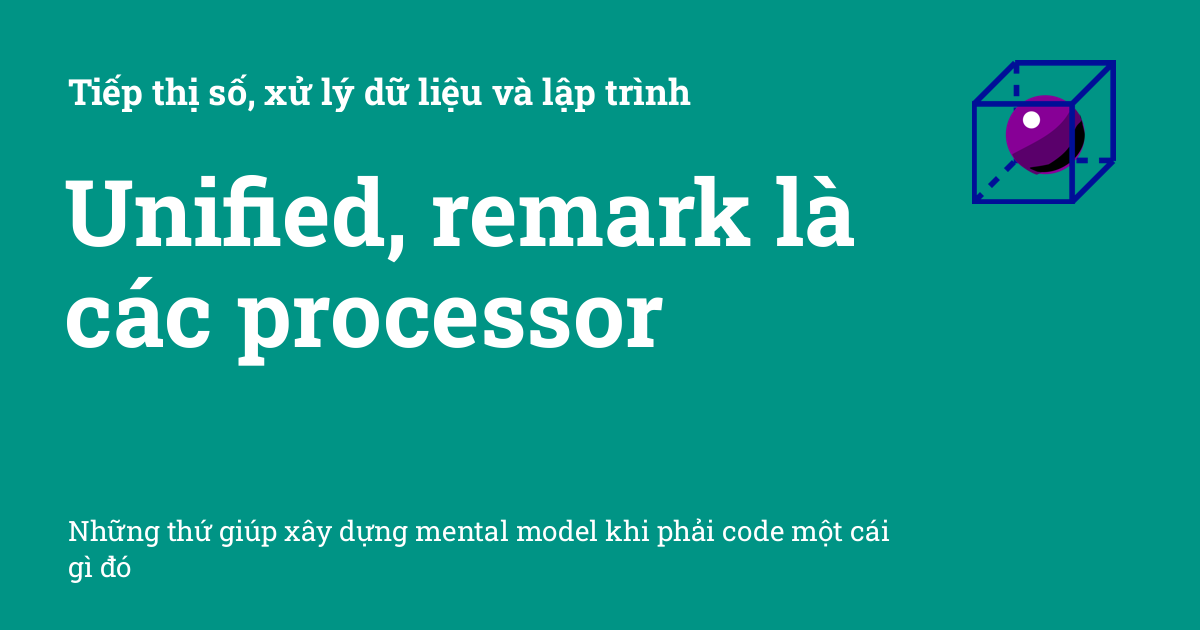 Tiếp thị số, xử lý dữ liệu và lập trình
Unified, remark là
các processor
Những thứ giúp xây dựng mental model khi phải code một cái
gì đó